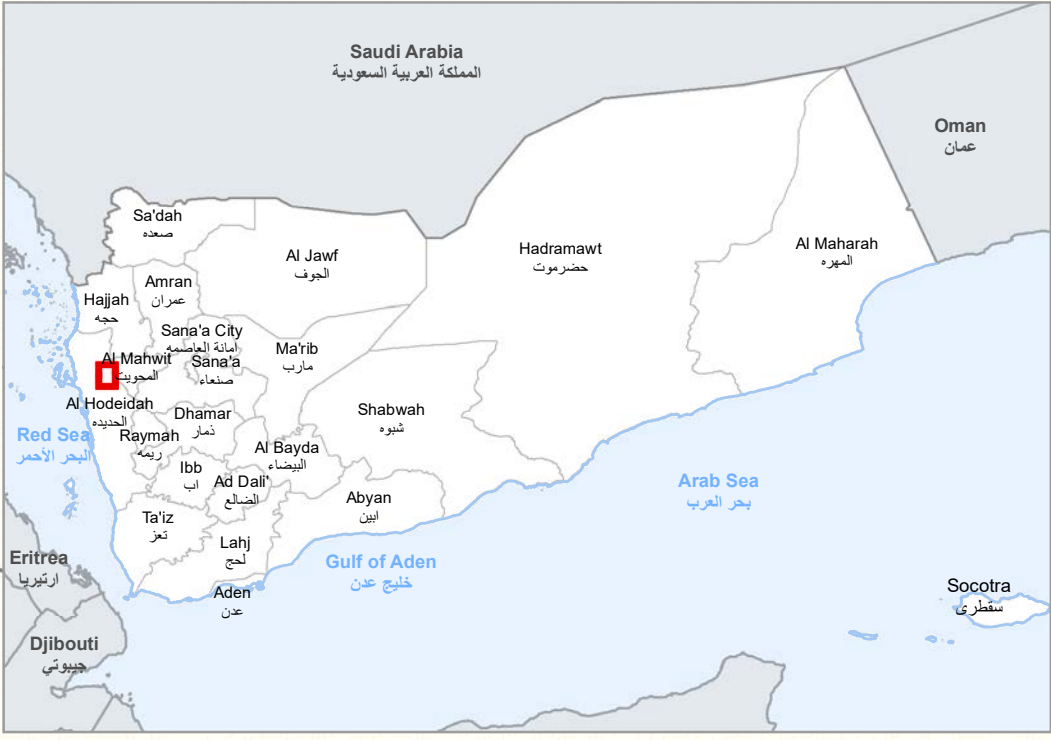 Saudi Arabia
المملكة العربية السعودية
Oman
عمان
Sa'dah
صعده
Al Jawf
الجوف
Hadramawt
حضرموت
Al Maharah
المهره
Amran
عمران
Hajjah
حجه
Sana'a City
أمانة العاصمه
Ma'rib
مارب
Al Mahwit
المحويت
Sana'a
صنعاء
Al Hodeidah
الحديده
Dhamar
ذمار
Shabwah
شبوه
Red Sea
البحر الأحمر
Raymah
ريمه
Al Bayda
البيضاء
Ibb
اب
Ad Dali'
الضالع
Arab Sea
بحر العرب
Abyan
ابين
Ta'iz
تعز
Lahj
لحج
Gulf of Aden
خليج عدن
Eritrea
ارتيريا
Aden
عدن
Socotra
سقطرى
Djibouti
جيبوتي